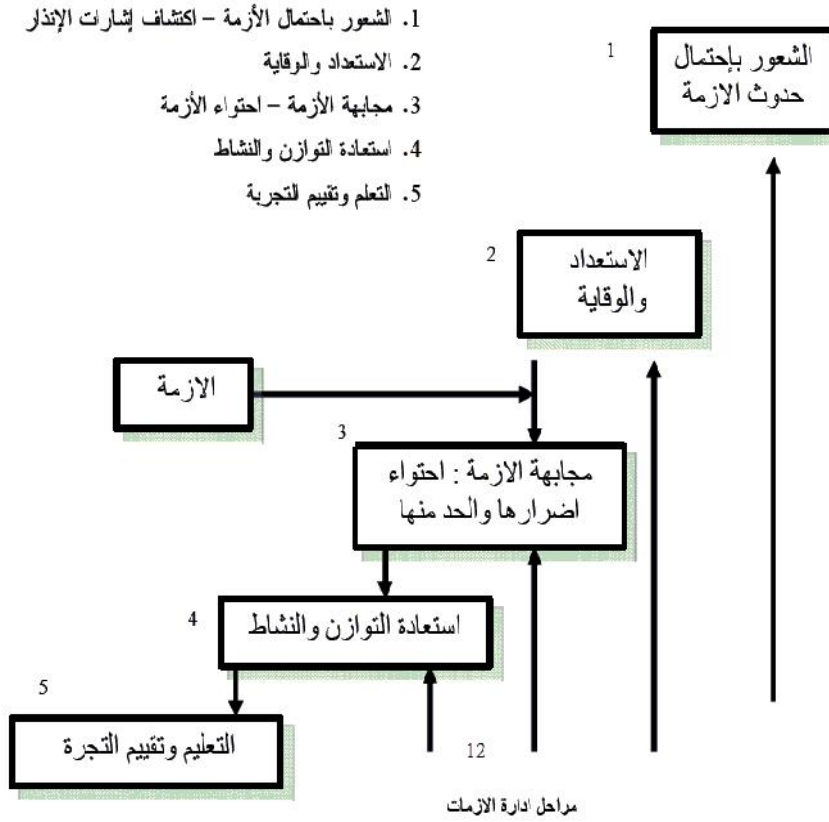 1. الشعور باحتمال الأزمة – اكتشاف إشارات الإنذار
2. الاستعداد والوقاية
3. مجابهة الأزمة – احتواء الأزمة
4. استعادة التوازن والنشاط
5. التعلم وتقييم التجربة
1
الشعور بإحتمال
حدوث الازمة
2
الاستعداد
والوقاية
الازمة
3
مجابهة الازمة : احتواء
اضرارها والحد منها
4
استعادة التوازن والنشاط
5
التعليم وتقييم التجرة
12
مراحل ادارة الازمات